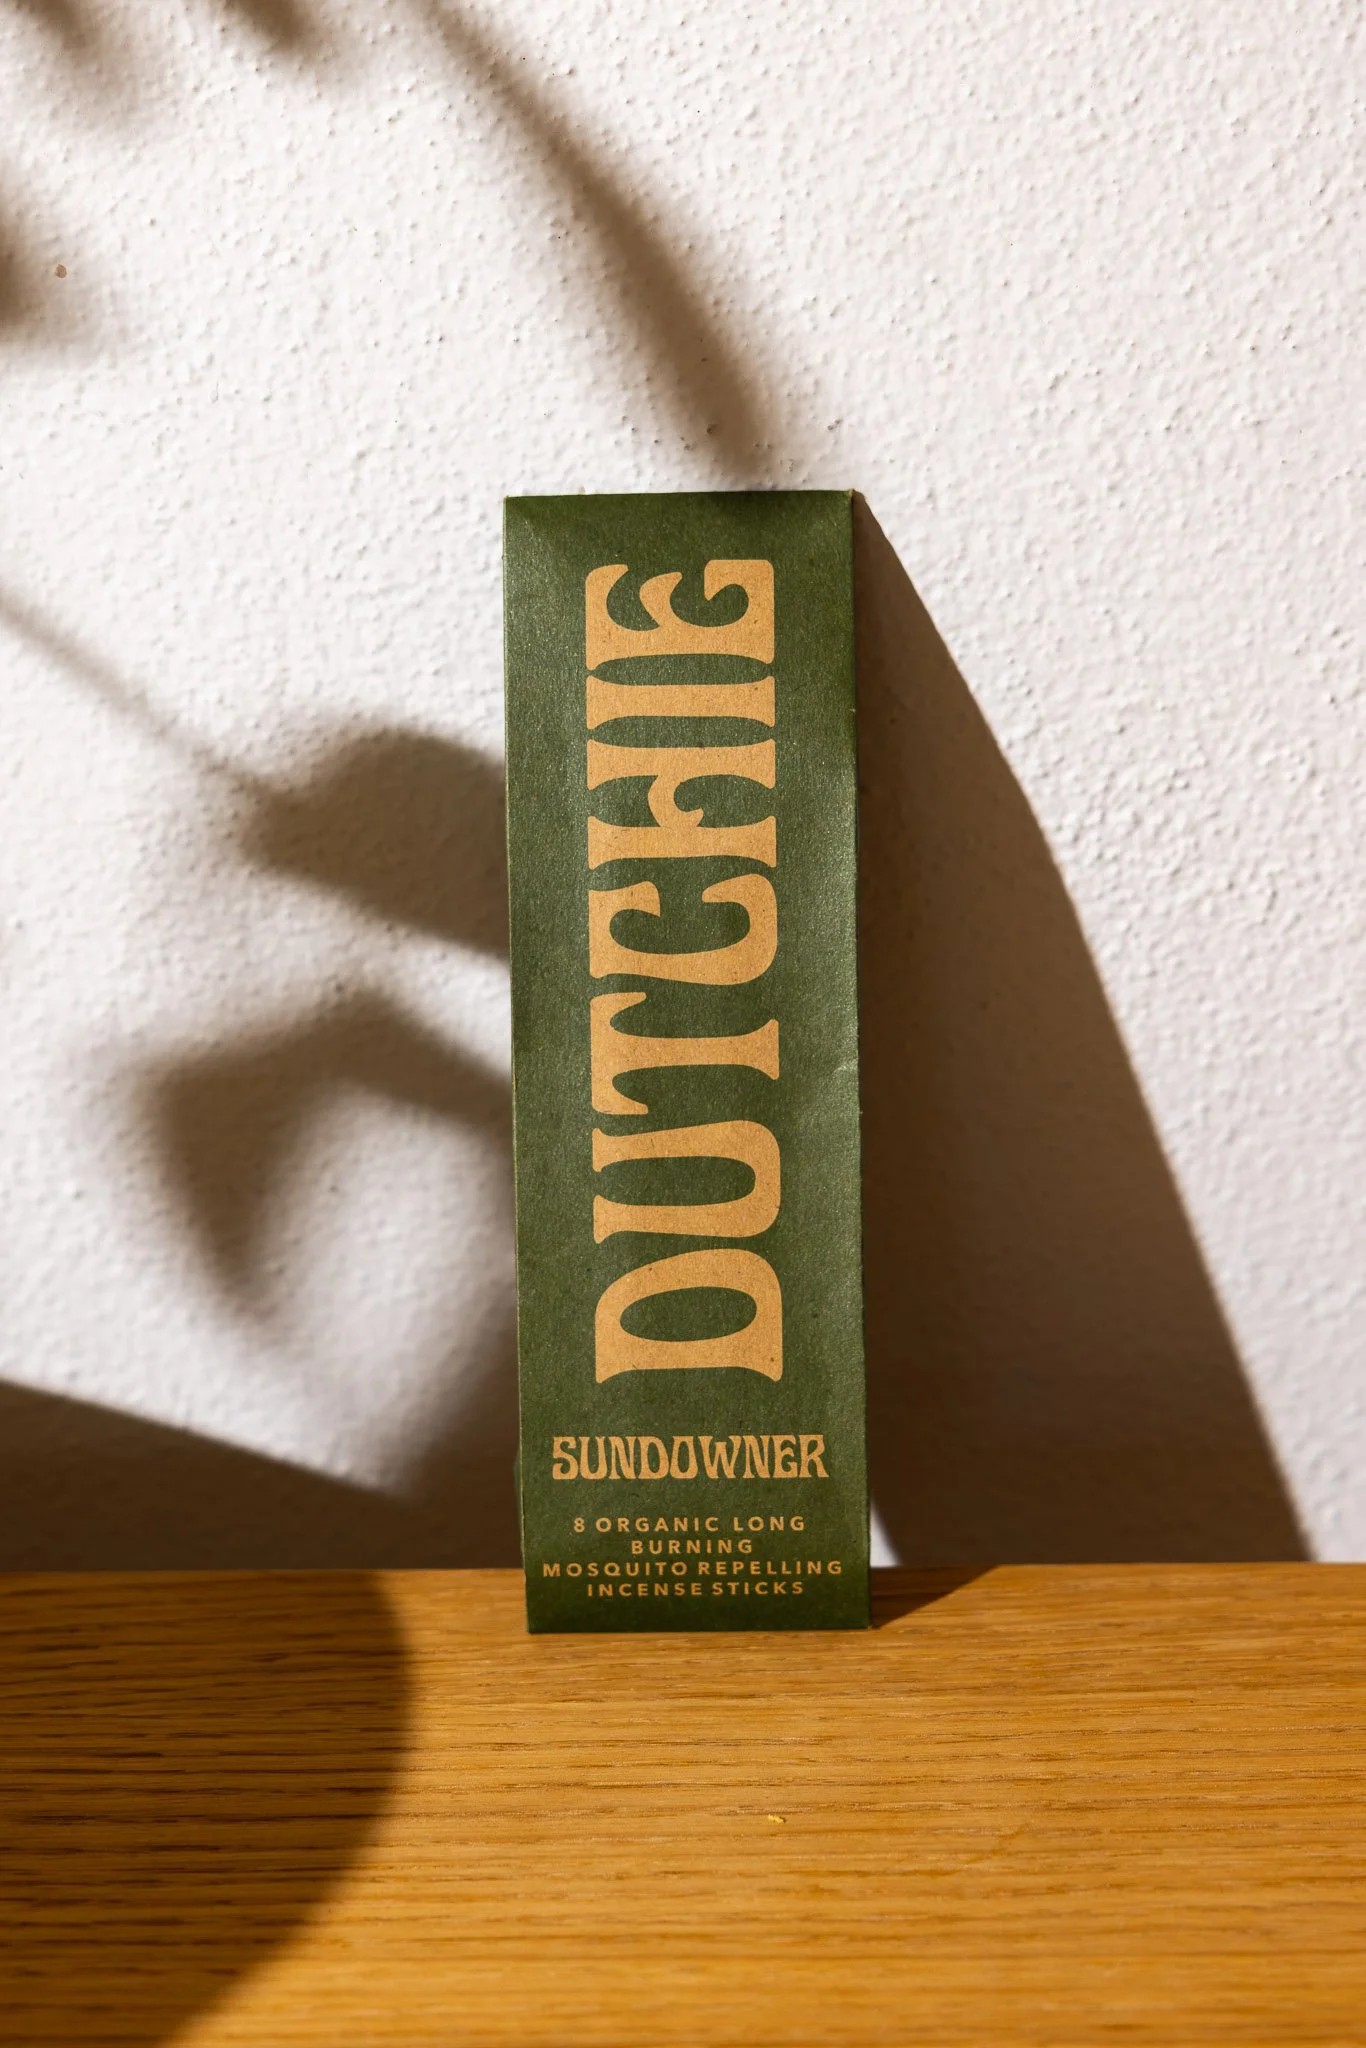 DUTCHIE
SUNDOWNER
8 ORGANIC LONG
BURNING
MOSQUITO REPELLING
INCENSE STICKS